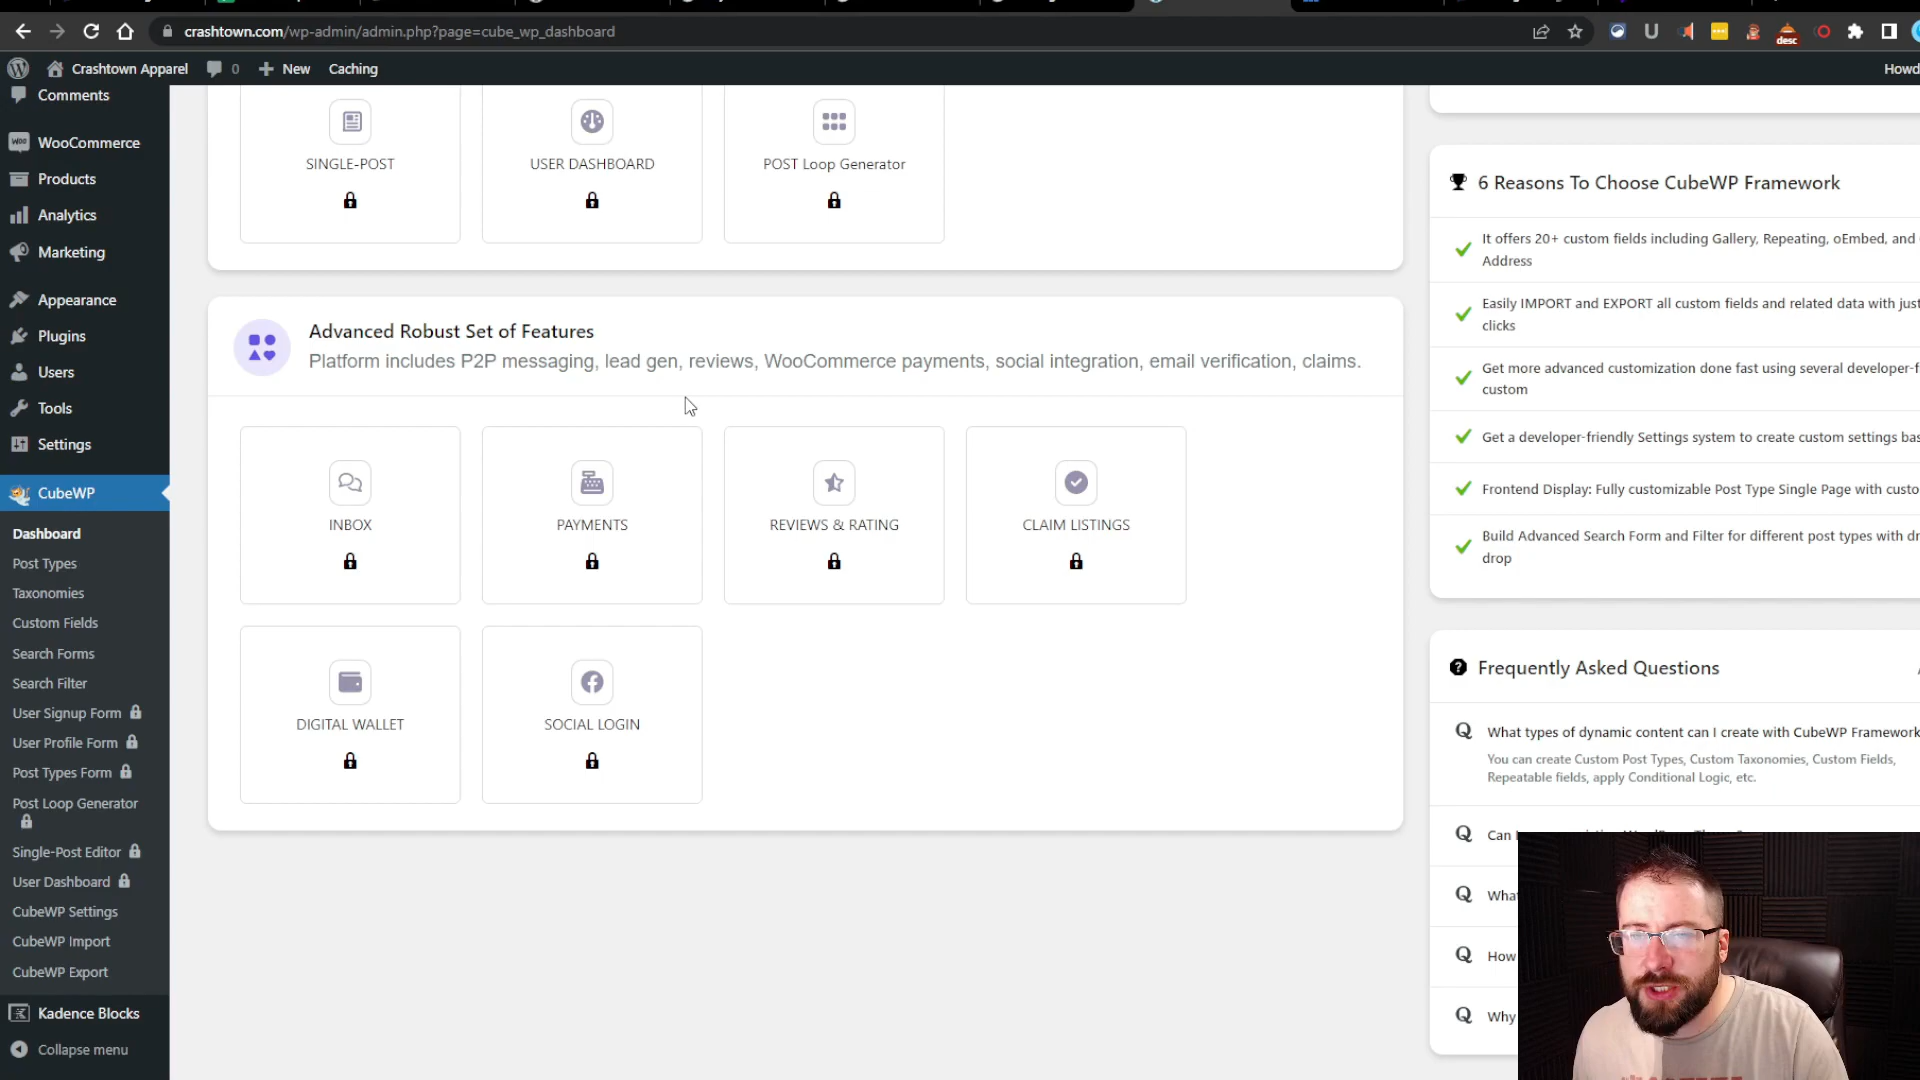 crashtown.com/wp-admin/admin.php?page=cube_wp_dashboard
desc
Crashtown Apparel
0
New
Caching
Howd
Comments
WooCommerce
Products
Analytics
Marketing
Appearance
Plugins
Users
Tools
Settings
CubeWP
Dashboard
Post Types
Taxonomies
Custom Fields
Search Forms
Search Filter
User Signup Form
User Profile Form
Post Types Form
Post Loop Generator
Single-Post Editor
User Dashboard
CubeWP Settings
CubeWP Import
CubeWP Export
Kadence Blocks
Collapse menu
SINGLE-POST
USER DASHBOARD
POST Loop Generator
Advanced Robust Set of Features
Platform includes P2P messaging, lead gen, reviews, WooCommerce payments, social integration, email verification, claims.
INBOX
PAYMENTS
REVIEWS & RATING
CLAIM LISTINGS
DIGITAL WALLET
SOCIAL LOGIN
6 Reasons To Choose CubeWP Framework
It offers 20+ custom fields including Gallery, Repeating, oEmbed, and
Address
Easily IMPORT and EXPORT all custom fields and related data with just
clicks
Get more advanced customization done fast using several developer-f
custom
Get a developer-friendly Settings system to create custom settings bas
Frontend Display: Fully customizable Post Type Single Page with custo
Build Advanced Search Form and Filter for different post types with dr
drop
Frequently Asked Questions
Q What types of dynamic content can I create with CubeWP Framework
You can create Custom Post Types, Custom Taxonomies, Custom Fields,
Repeatable fields, apply Conditional Logic, etc.
Q Can
Q What
Q How
Q Why